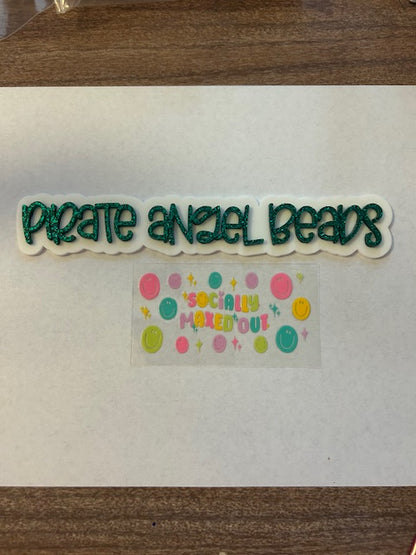 PIRATE ANGEL BEADS
SOCIALLY
MAXED OUT